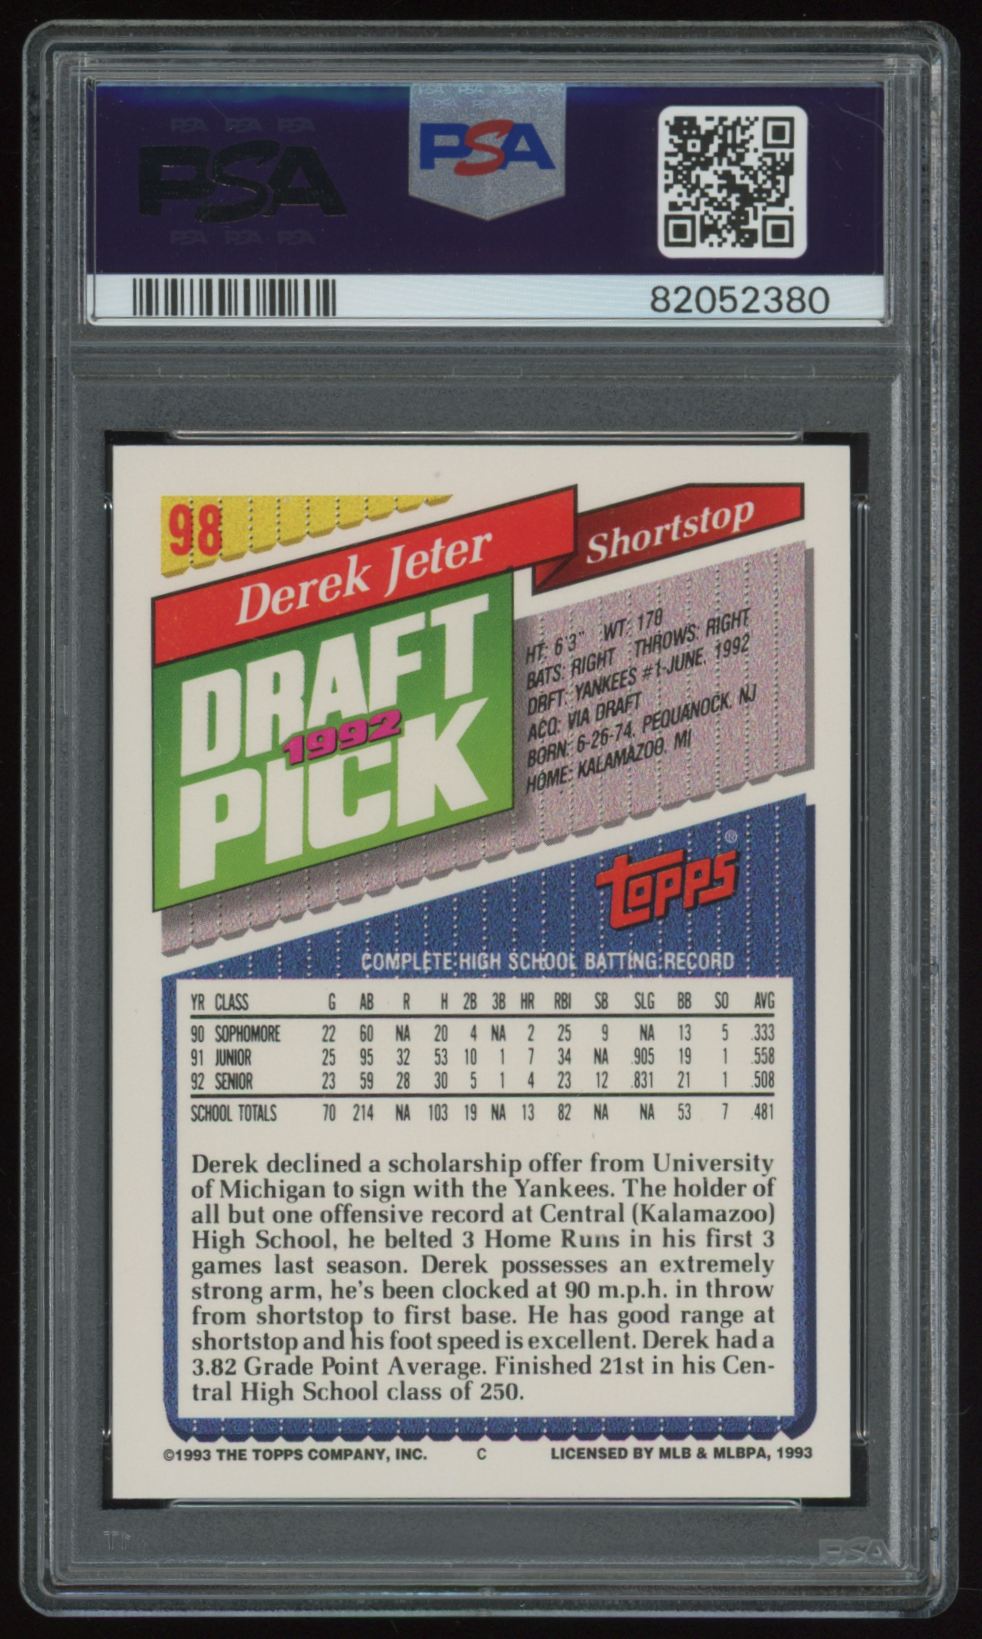 PSA PSA PSA
PSA
PSA PSA PSA
PSA
82052380
98
Derek Jeter
Shortstop
DRAFT
1992
PICK
HT: 6'3" WT: 178
BATS: RIGHT THROWS: RIGHT
DRFT: YANKEES #1-JUNE, 1992
ACQ: VIA DRAFT
BORN: 6-26-74, PEQUANOCK, NJ
HOME: KALAMAZOO, MI
TOPPS®
COMPLETE HIGH SCHOOL BATTING RECORD
YR CLASS G AB R H 2B 3B HR RBI SB SLG BB SO AVG
90 SOPHOMORE 22 60 NA 20 4 NA 2 25 9 NA 13 5 .333
91 JUNIOR 25 95 32 53 10 1 7 34 NA .905 19 1 .558
92 SENIOR 23 59 28 30 5 1 4 23 12 .831 21 1 .508
SCHOOL TOTALS 70 214 NA 103 19 NA 13 82 NA NA 53 7 .481
Derek declined a scholarship offer from University
of Michigan to sign with the Yankees. The holder of
all but one offensive record at Central (Kalamazoo)
High School, he belted 3 Home Runs in his first 3
games last season. Derek possesses an extremely
strong arm, he's been clocked at 90 m.p.h. in throw
from shortstop to first base. He has good range at
shortstop and his foot speed is excellent. Derek had a
3.82 Grade Point Average. Finished 21st in his Cen-
tral High School class of 250.
©1993 THE TOPPS COMPANY, INC. C LICENSED BY MLB & MLBPA, 1993
PSA